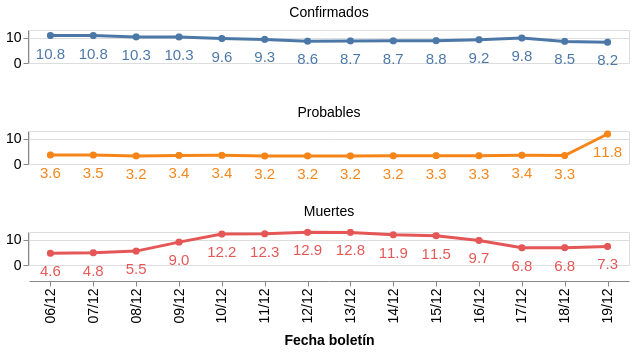 Confirmados
10
0
10.8 10.8 10.3 10.3 9.6 9.3 8.6 8.7 8.7 8.8 9.2 9.8 8.5 8.2
Probables
10
0
3.6 3.5 3.2 3.4 3.4 3.2 3.2 3.2 3.2 3.3 3.3 3.4 3.3 11.8
Muertes
10
0
4.6 4.8 5.5 9.0 12.2 12.3 12.9 12.8 11.9 11.5 9.7 6.8 6.8 7.3
06/12 07/12 08/12 09/12 10/12 11/12 12/12 13/12 14/12 15/12 16/12 17/12 18/12 19/12
Fecha boletín